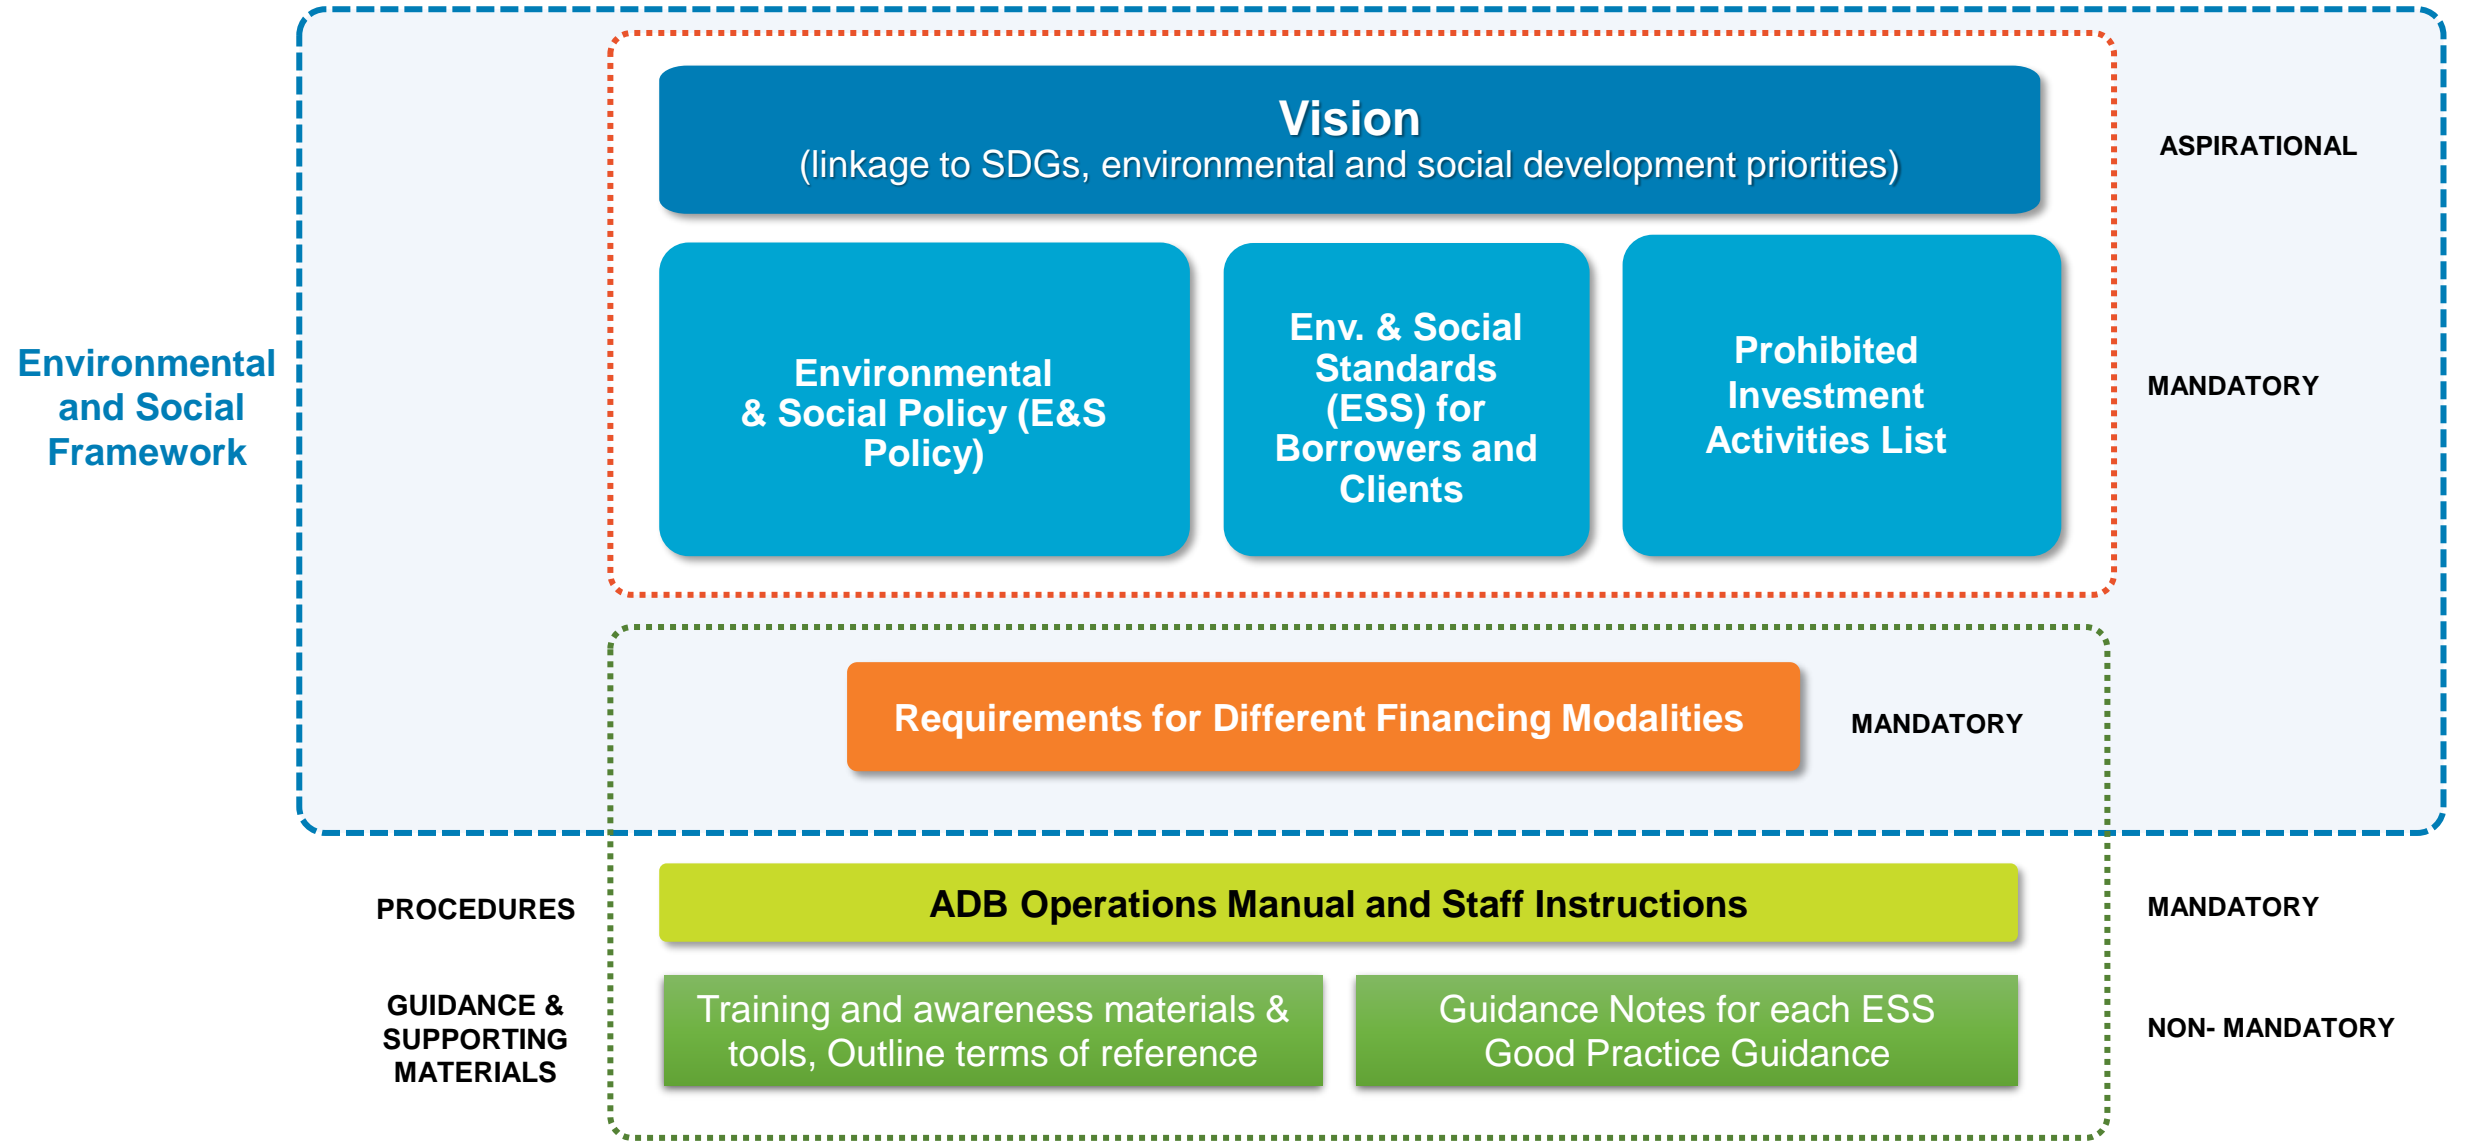 Vision
(linkage to SDGs, environmental and social development priorities)
ASPIRATIONAL
Environmental
and Social
Framework
Environmental
& Social Policy (E&S
Policy)
Env. & Social
Standards
(ESS) for
Borrowers and
Clients
Prohibited
Investment
Activities List
MANDATORY
Requirements for Different Financing Modalities
MANDATORY
PROCEDURES
ADB Operations Manual and Staff Instructions
MANDATORY
GUIDANCE &
SUPPORTING
MATERIALS
Training and awareness materials &
tools, Outline terms of reference
Guidance Notes for each ESS
Good Practice Guidance
NON- MANDATORY